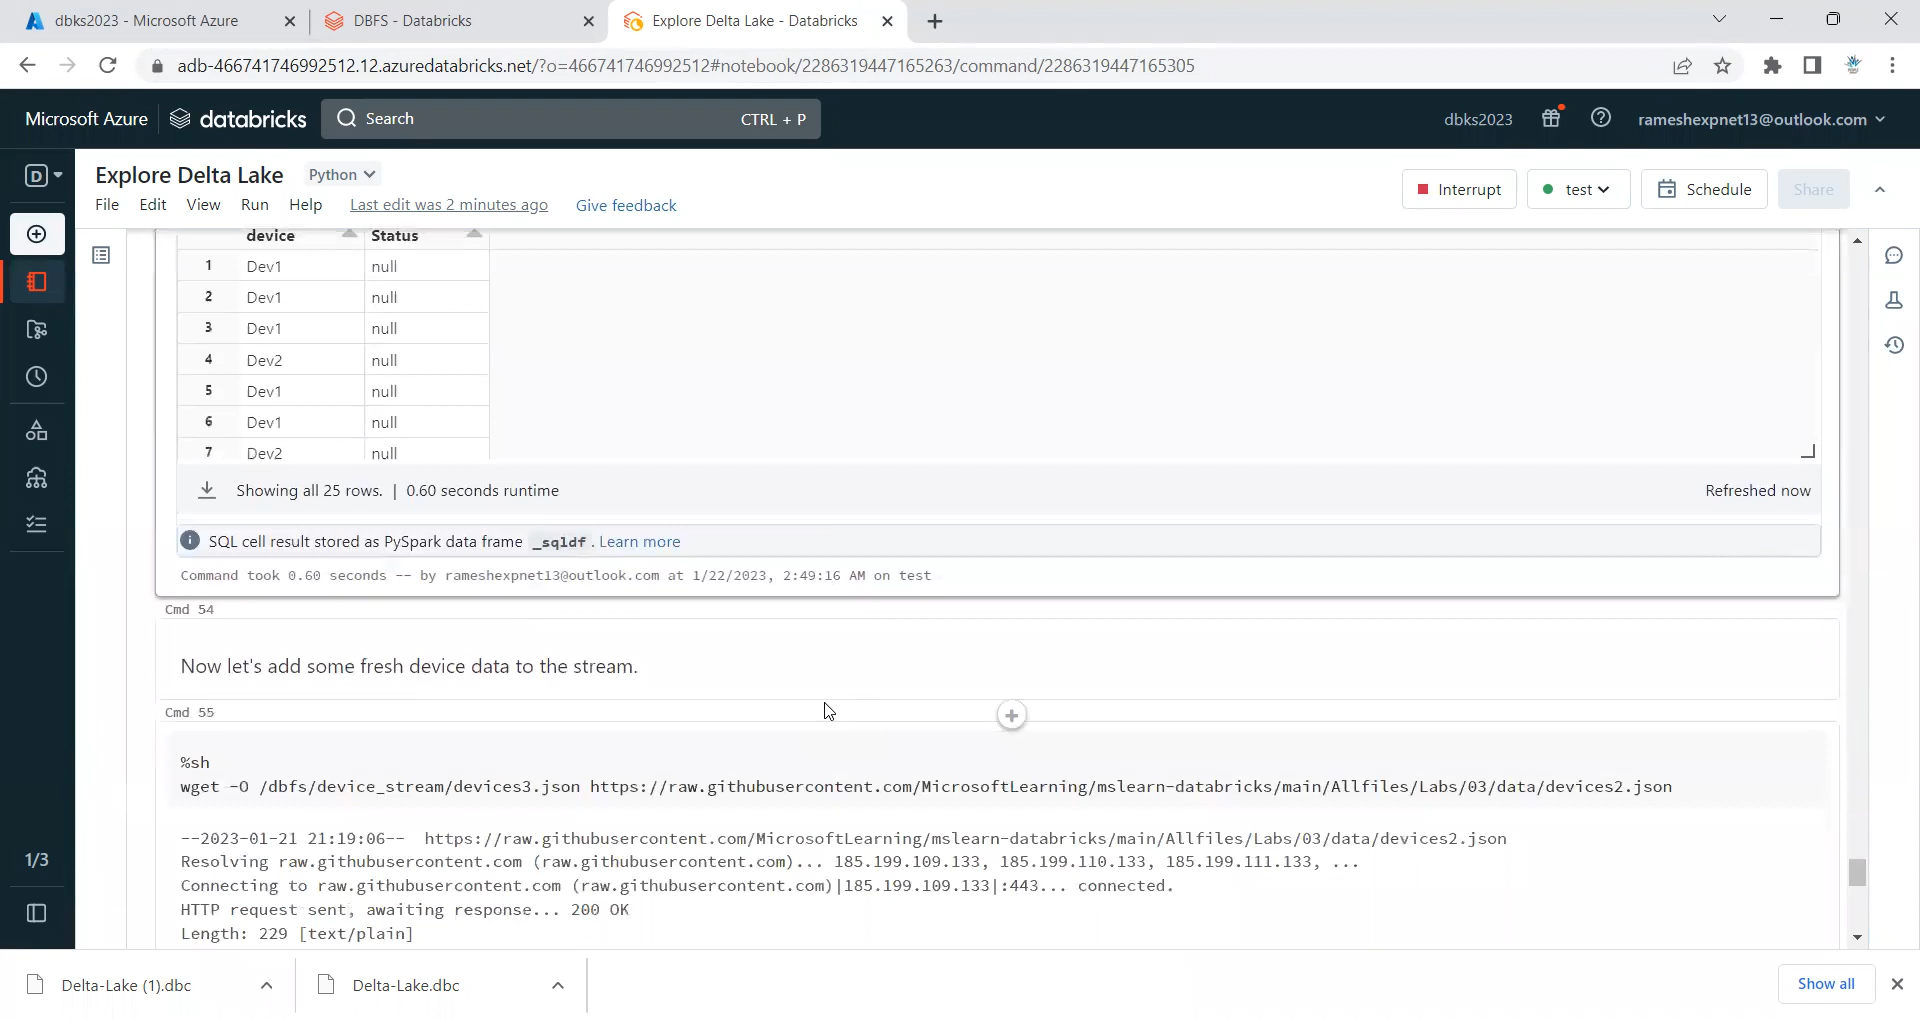 dbks2023 - Microsoft Azure
DBFS - Databricks
Explore Delta Lake - Databricks
adb-466741746992512.12.azuredatabricks.net/?o=466741746992512#notebook/2286319447165263/command/2286319447165305
Microsoft Azure
databricks
Search
CTRL + P
dbks2023
rameshexpnet13@outlook.com
D
Explore Delta Lake
Python
File Edit View Run Help
Last edit was 2 minutes ago
Give feedback
Interrupt
test
Schedule
Share
device Status
1 Dev1 null
2 Dev1 null
3 Dev1 null
4 Dev2 null
5 Dev1 null
6 Dev1 null
7 Dev2 null
Showing all 25 rows. | 0.60 seconds runtime
Refreshed now
SQL cell result stored as PySpark data frame _sqldf. Learn more
Command took 0.60 seconds -- by rameshexpnet13@outlook.com at 1/22/2023, 2:49:16 AM on test
Cmd 54
Now let's add some fresh device data to the stream.
Cmd 55
%sh
wget -O /dbfs/device_stream/devices3.json https://raw.githubusercontent.com/MicrosoftLearning/mslearn-databricks/main/Allfiles/Labs/03/data/devices2.json
--2023-01-21 21:19:06-- https://raw.githubusercontent.com/MicrosoftLearning/mslearn-databricks/main/Allfiles/Labs/03/data/devices2.json
Resolving raw.githubusercontent.com (raw.githubusercontent.com)... 185.199.109.133, 185.199.110.133, 185.199.111.133, ...
Connecting to raw.githubusercontent.com (raw.githubusercontent.com)|185.199.109.133|:443... connected.
HTTP request sent, awaiting response... 200 OK
Length: 229 [text/plain]
1/3
Delta-Lake (1).dbc
Delta-Lake.dbc
Show all